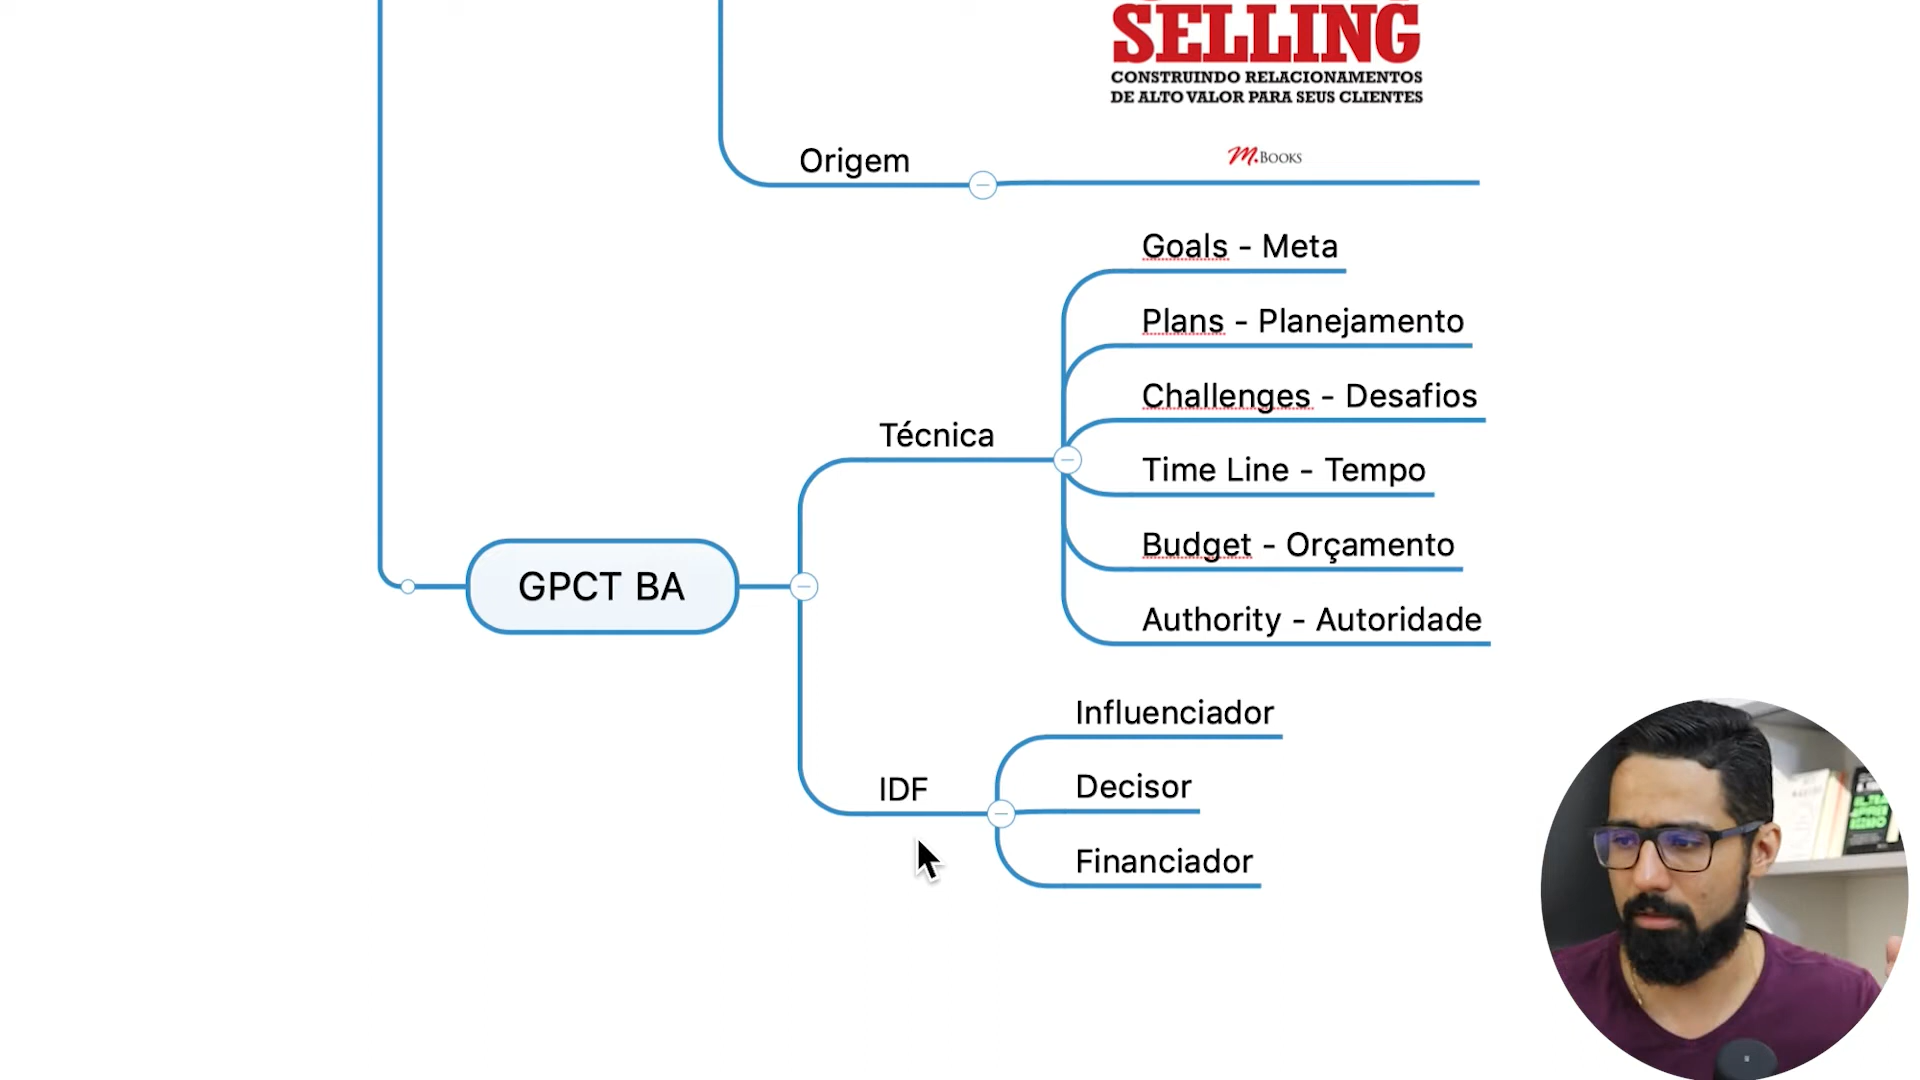 SELLING
CONSTRUINDO RELACIONAMENTOS
DE ALTO VALOR PARA SEUS CLIENTES
M.BOOKS
Origem
Goals - Meta
Plans - Planejamento
Challenges - Desafios
Técnica
Time Line - Tempo
Budget - Orçamento
GPCT BA
Authority - Autoridade
Influenciador
IDF
Decisor
Financiador